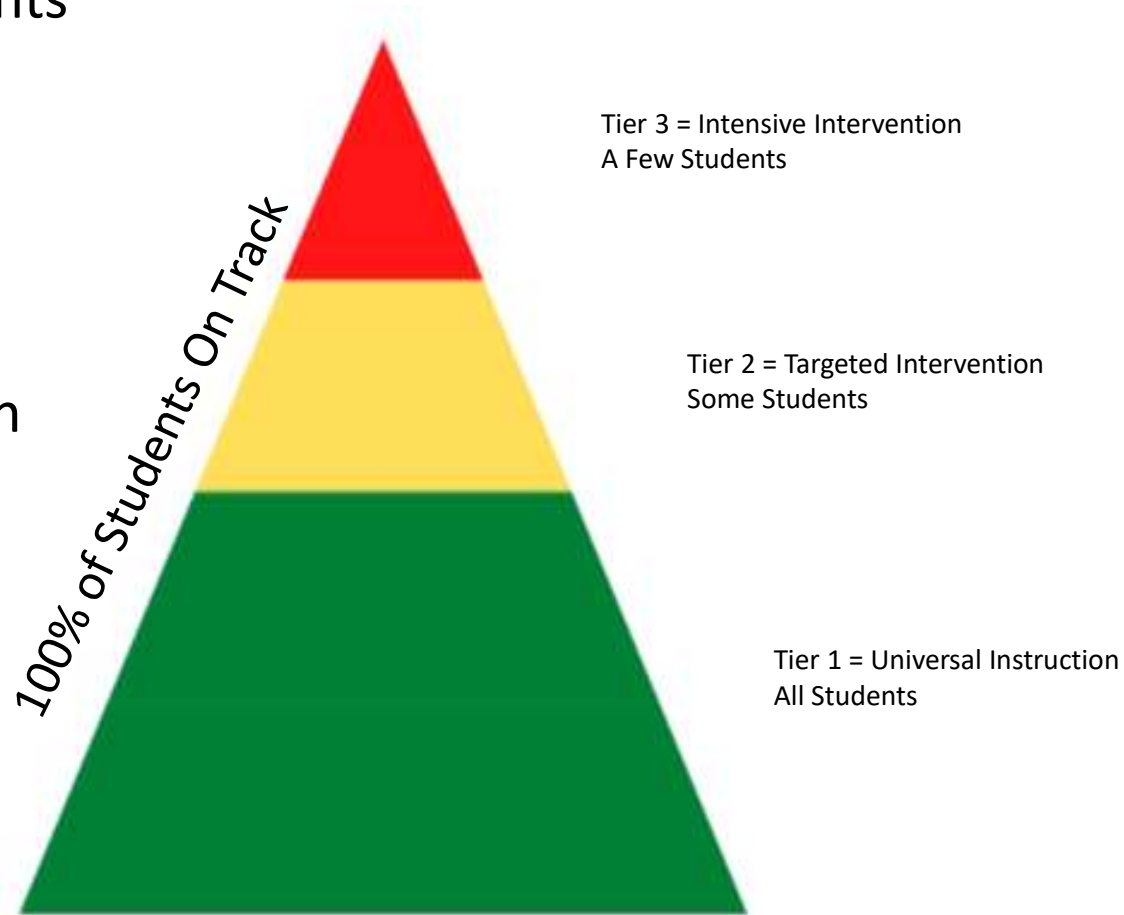 Tier 3 = Intensive Intervention
A Few Students
100% of Students On Track
Tier 2 = Targeted Intervention
Some Students
Tier 1 = Universal Instruction
All Students